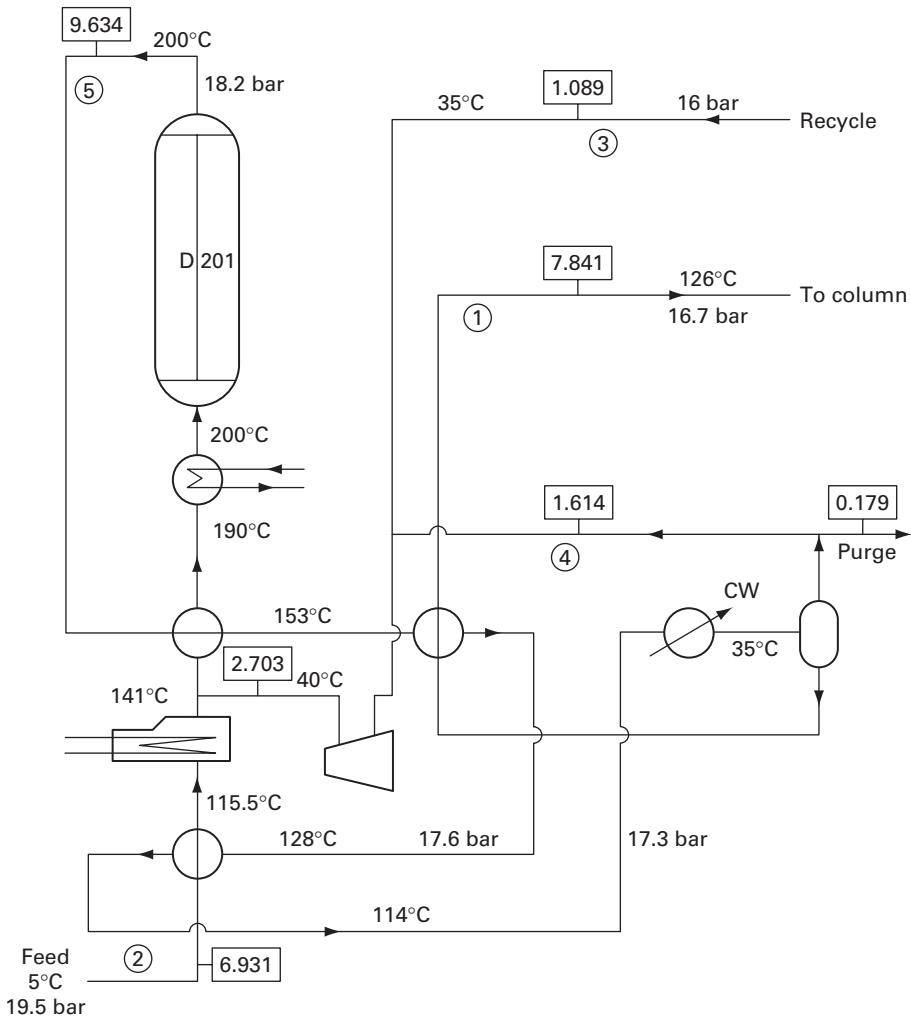 9.634
200°C
5
18.2 bar
1.089
35°C
16 bar
Recycle
3
D 201
7.841
126°C
To column
1
16.7 bar
200°C
1.614
0.179
190°C
4
Purge
CW
153°C
35°C
2.703
40°C
141°C
115.5°C
128°C
17.6 bar
17.3 bar
114°C
2
Feed
6.931
5°C
19.5 bar